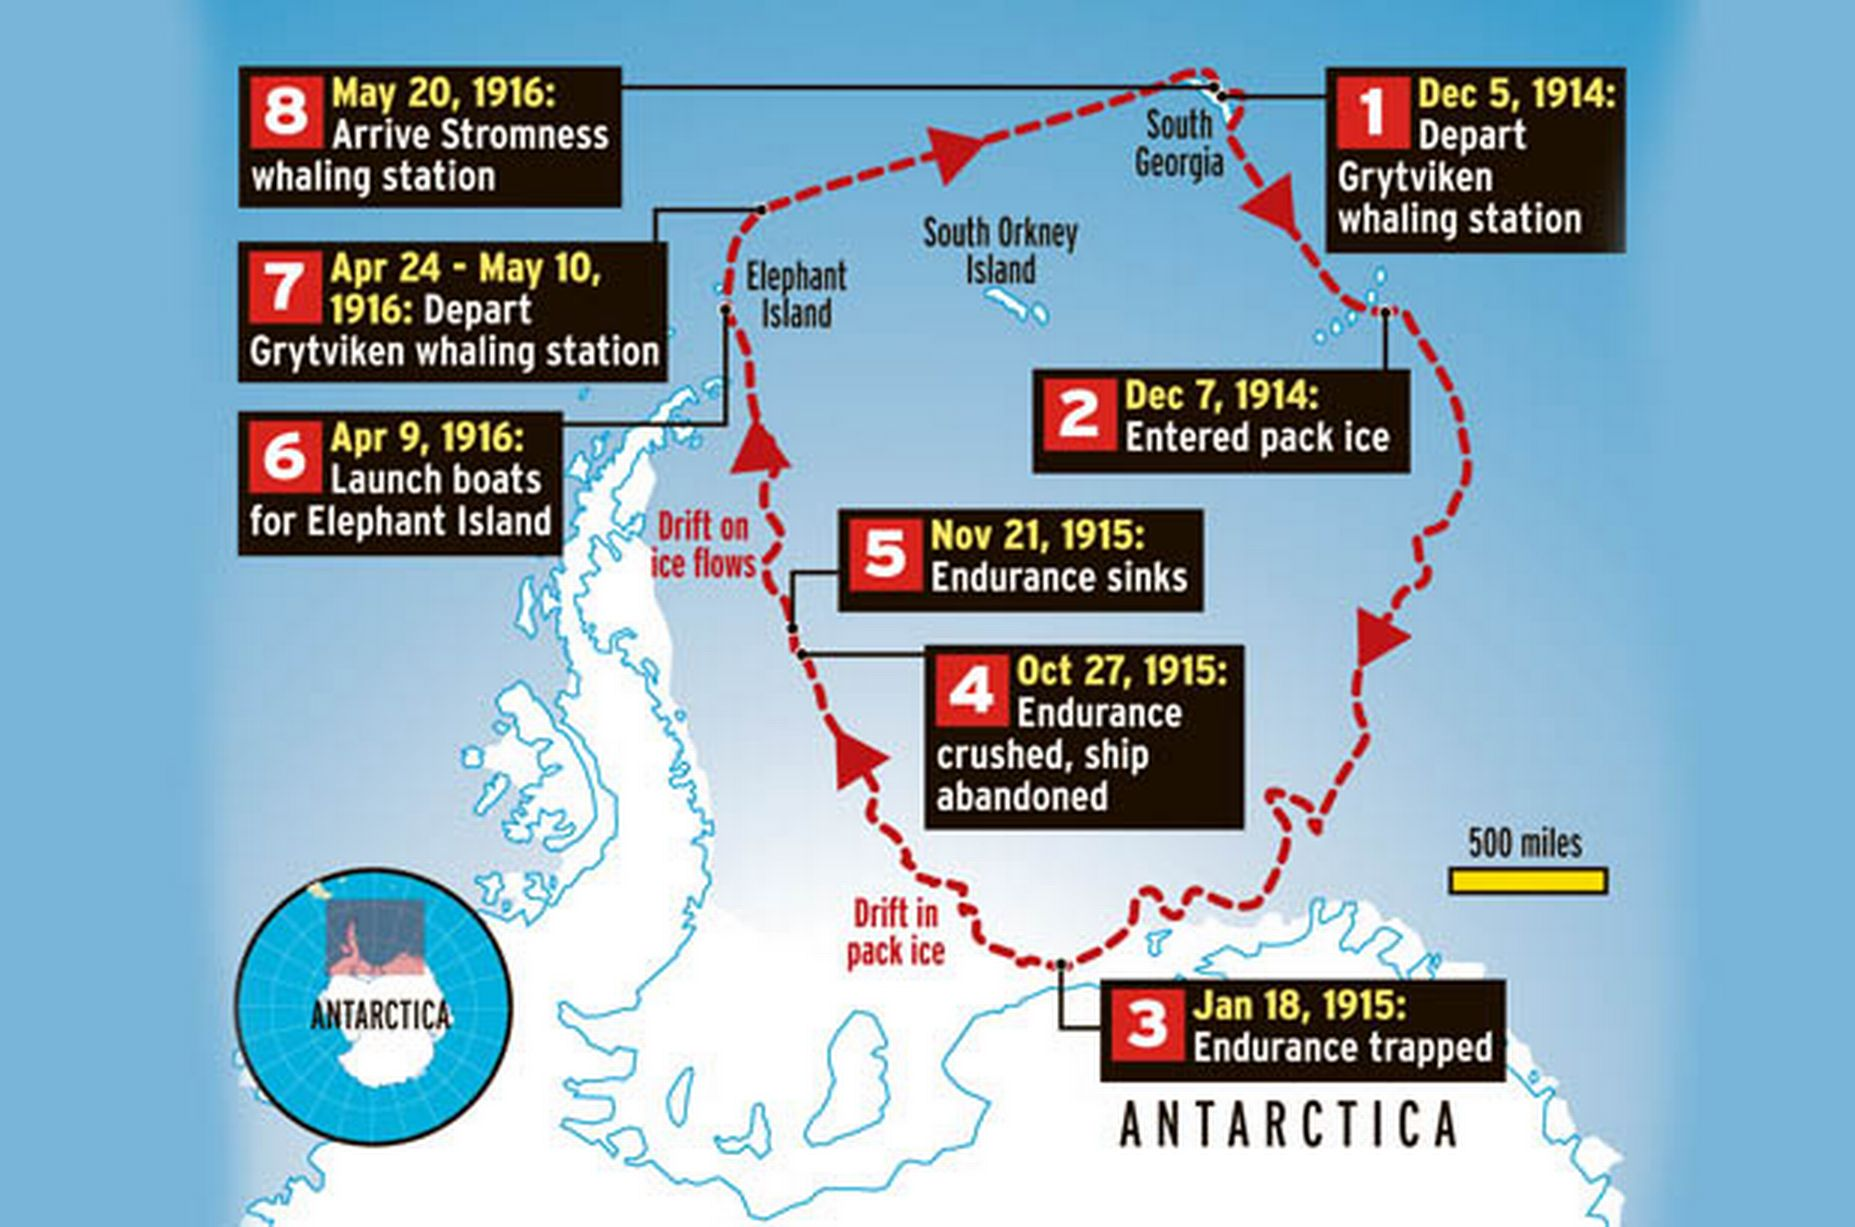 8 May 20, 1916:
Arrive Stromness
whaling station
1 Dec 5, 1914:
Depart
Grytviken
whaling station
South
Georgia
7 Apr 24 - May 10,
1916: Depart
Grytviken whaling station
Elephant
Island
South Orkney
Island
2 Dec 7, 1914:
Entered pack ice
6 Apr 9, 1916:
Launch boats
for Elephant Island
Drift on
ice flows
5 Nov 21, 1915:
Endurance sinks
4 Oct 27, 1915:
Endurance
crushed, ship
abandoned
500 miles
Drift in
pack ice
3 Jan 18, 1915:
Endurance trapped
ANTARCTICA
ANTARCTICA